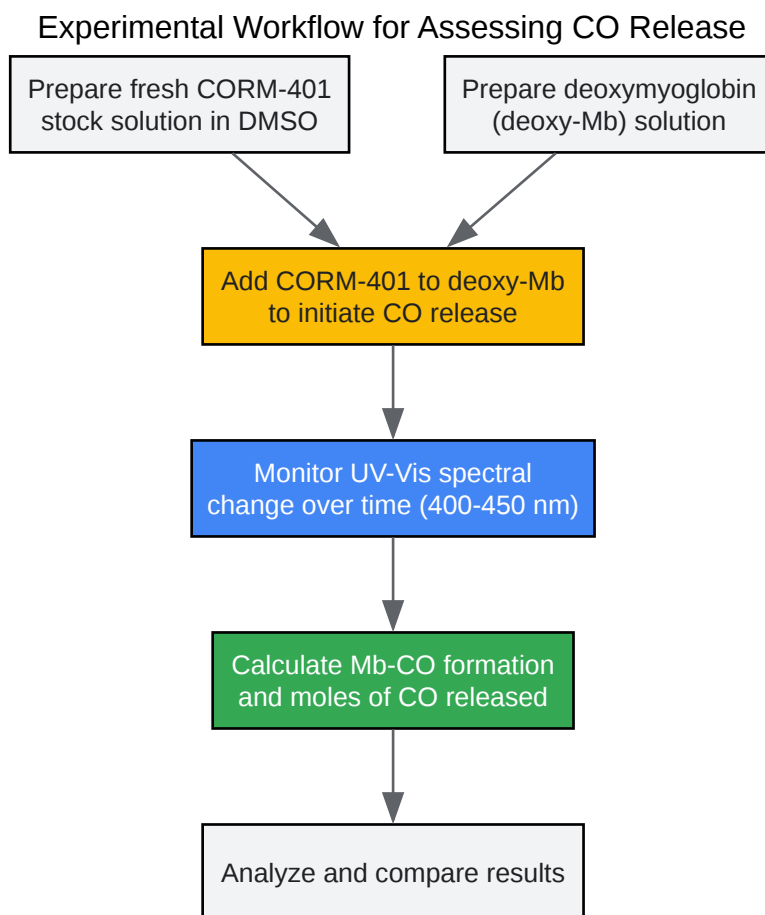 Experimental Workflow for Assessing CO Release
Prepare fresh CORM-401
stock solution in DMSO
Prepare deoxymyoglobin
(deoxy-Mb) solution
Add CORM-401 to deoxy-Mb
to initiate CO release
Monitor UV-Vis spectral
change over time (400-450 nm)
Calculate Mb-CO formation
and moles of CO released
Analyze and compare results